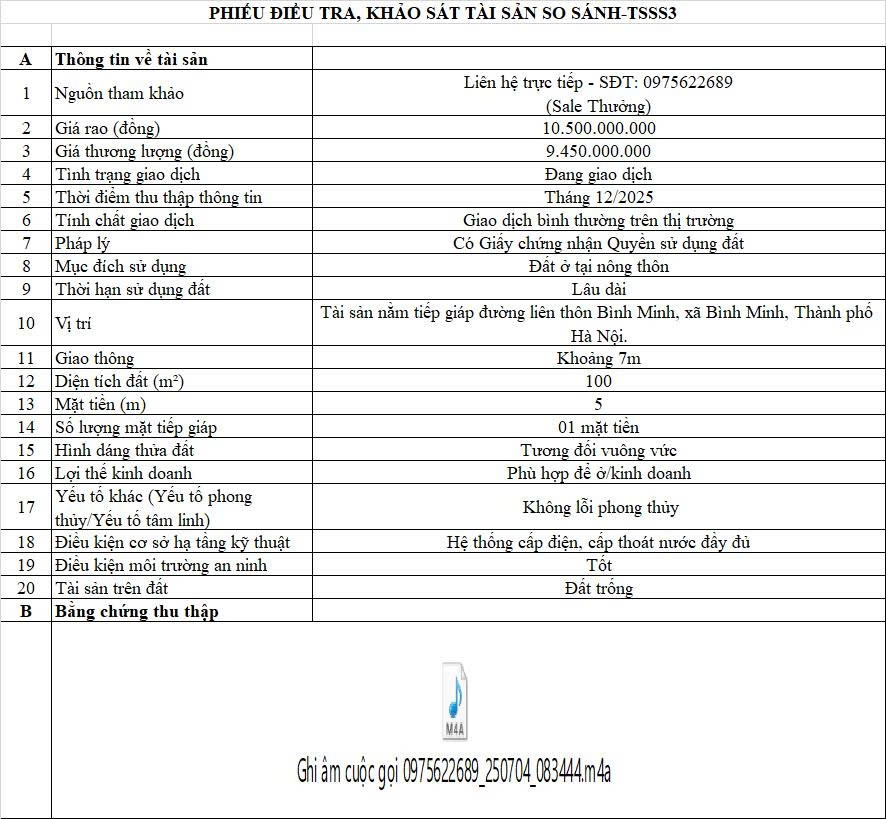 PHIẾU ĐIỀU TRA, KHẢO SÁT TÀI SẢN SO SÁNH-TSSS3
A Thông tin về tài sản
1 Nguồn tham khảo Liên hệ trực tiếp - SĐT: 0975622689
(Sale Thưởng)
2 Giá rao (đồng) 10.500.000.000
3 Giá thương lượng (đồng) 9.450.000.000
4 Tình trạng giao dịch Đang giao dịch
5 Thời điểm thu thập thông tin Tháng 12/2025
6 Tính chất giao dịch Giao dịch bình thường trên thị trường
7 Pháp lý Có Giấy chứng nhận Quyền sử dụng đất
8 Mục đích sử dụng Đất ở tại nông thôn
9 Thời hạn sử dụng đất Lâu dài
10 Vị trí Tài sản nằm tiếp giáp đường liên thôn Bình Minh, xã Bình Minh, Thành phố
Hà Nội.
11 Giao thông Khoảng 7m
12 Diện tích đất (m²) 100
13 Mặt tiền (m) 5
14 Số lượng mặt tiếp giáp 01 mặt tiền
15 Hình dáng thửa đất Tương đối vuông vức
16 Lợi thế kinh doanh Phù hợp để ở/kinh doanh
17 Yếu tố khác (Yếu tố phong
thủy/Yếu tố tâm linh) Không lỗi phong thủy
18 Điều kiện cơ sở hạ tầng kỹ thuật Hệ thống cấp điện, cấp thoát nước đầy đủ
19 Điều kiện môi trường an ninh Tốt
20 Tài sản trên đất Đất trống
B Bằng chứng thu thập
M4A
Ghi âm cuộc gọi 0975622689_250704_083444.m4a